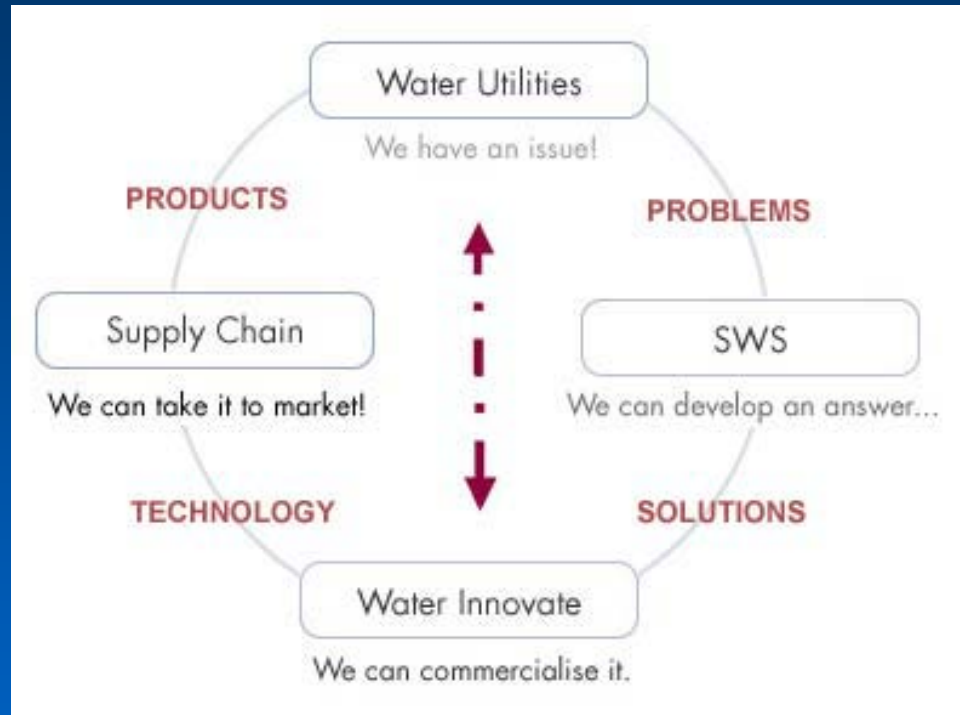 Water Utilities
We have an issue!
PRODUCTS
PROBLEMS
Supply Chain
SWS
We can take it to market!
We can develop an answer...
TECHNOLOGY
SOLUTIONS
Water Innovate
We can commercialise it.